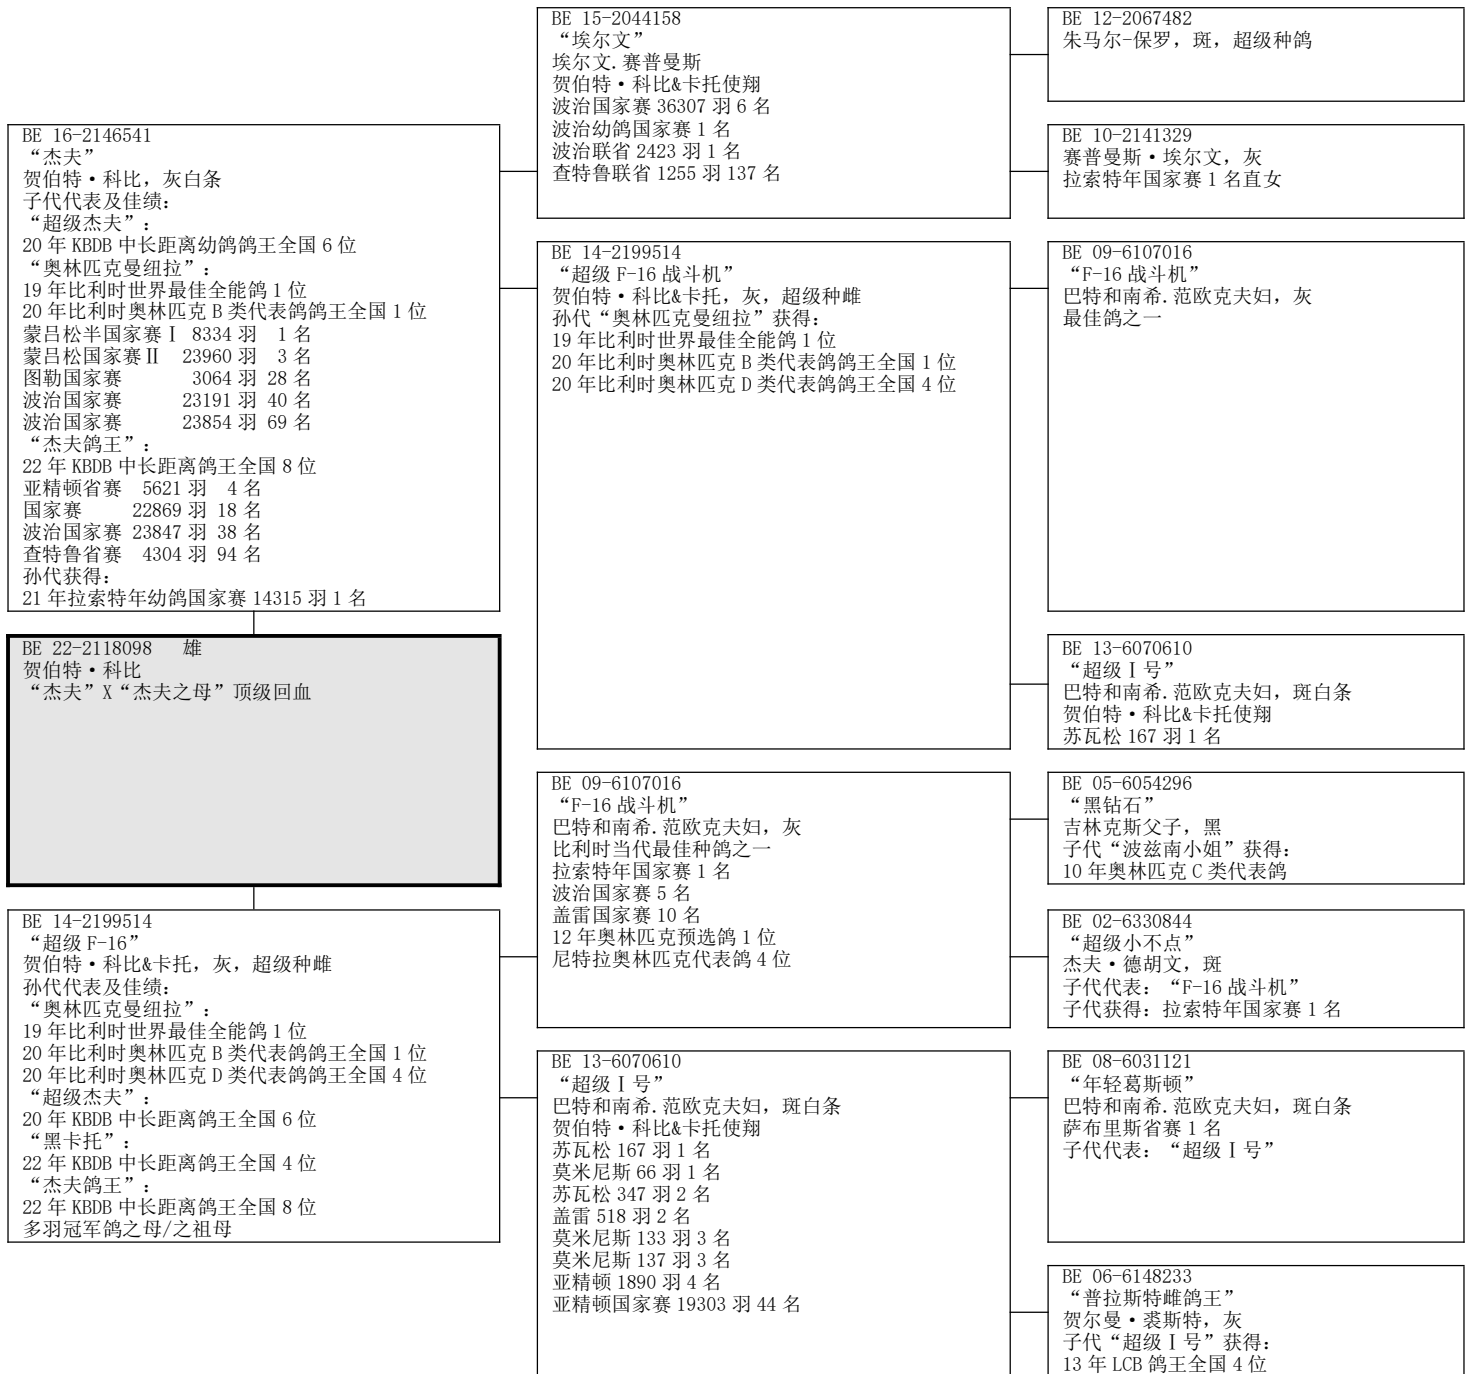 BE 16-2146541
“杰夫”
贺伯特·科比，灰白条
子代代表及佳绩：
“超级杰夫”：
20 年 KBDB 中长距离幼鸽鸽王全国 6 位
“奥林匹克曼纽拉”：
19 年比利时世界最佳全能鸽 1 位
20 年比利时奥林匹克 B 类代表鸽鸽王全国 1 位
蒙吕松半国家赛Ⅰ 8334 羽 1 名
蒙吕松国家赛Ⅱ 23960 羽 3 名
图勒国家赛 3064 羽 28 名
波治国家赛 23191 羽 40 名
波治国家赛 23854 羽 69 名
“杰夫鸽王”：
22 年 KBDB 中长距离鸽王全国 8 位
亚精顿省赛 5621 羽 4 名
国家赛 22869 羽 18 名
波治国家赛 23847 羽 38 名
查特鲁省赛 4304 羽 94 名
孙代获得：
21 年拉索特年幼鸽国家赛 14315 羽 1 名
BE 22-2118098 雄
贺伯特·科比
“杰夫”X“杰夫之母”顶级回血
BE 14-2199514
“超级 F-16”
贺伯特·科比&卡托，灰，超级种雌
孙代代表及佳绩：
“奥林匹克曼纽拉”：
19 年比利时世界最佳全能鸽 1 位
20 年比利时奥林匹克 B 类代表鸽鸽王全国 1 位
20 年比利时奥林匹克 D 类代表鸽鸽王全国 4 位
“超级杰夫”：
20 年 KBDB 中长距离鸽王全国 6 位
“黑卡托”：
22 年 KBDB 中长距离鸽王全国 4 位
“杰夫鸽王”：
22 年 KBDB 中长距离鸽王全国 8 位
多羽冠军鸽之母/之祖母
BE 15-2044158
“埃尔文”
埃尔文.赛普曼斯
贺伯特·科比&卡托使翔
波治国家赛 36307 羽 6 名
波治幼鸽国家赛 1 名
波治联省 2423 羽 1 名
查特鲁联省 1255 羽 137 名
BE 14-2199514
“超级 F-16 战斗机”
贺伯特·科比&卡托，灰，超级种雌
孙代“奥林匹克曼纽拉”获得：
19 年比利时世界最佳全能鸽 1 位
20 年比利时奥林匹克 B 类代表鸽鸽王全国 1 位
20 年比利时奥林匹克 D 类代表鸽鸽王全国 4 位
BE 09-6107016
“F-16 战斗机”
巴特和南希.范欧克夫妇，灰
比利时当代最佳种鸽之一
拉索特年国家赛 1 名
波治国家赛 5 名
盖雷国家赛 10 名
12 年奥林匹克预选鸽 1 位
尼特拉奥林匹克代表鸽 4 位
BE 13-6070610
“超级Ⅰ号”
巴特和南希.范欧克夫妇，斑白条
贺伯特·科比&卡托使翔
苏瓦松 167 羽 1 名
莫米尼斯 66 羽 1 名
苏瓦松 347 羽 2 名
盖雷 518 羽 2 名
莫米尼斯 133 羽 3 名
莫米尼斯 137 羽 3 名
亚精顿 1890 羽 4 名
亚精顿国家赛 19303 羽 44 名
BE 12-2067482
朱马尔-保罗，斑，超级种鸽
BE 10-2141329
赛普曼斯·埃尔文，灰
拉索特年国家赛 1 名直女
BE 09-6107016
“F-16 战斗机”
巴特和南希.范欧克夫妇，灰
最佳鸽之一
BE 13-6070610
“超级Ⅰ号”
巴特和南希.范欧克夫妇，斑白条
贺伯特·科比&卡托使翔
苏瓦松 167 羽 1 名
BE 05-6054296
“黑钻石”
吉林克斯父子，黑
子代“波兹南小姐”获得：
10 年奥林匹克 C 类代表鸽
BE 02-6330844
“超级小不点”
杰夫·德胡文，斑
子代代表：“F-16 战斗机”
子代获得：拉索特年国家赛 1 名
BE 08-6031121
“年轻葛斯顿”
巴特和南希.范欧克夫妇，斑白条
萨布里斯省赛 1 名
子代代表：“超级Ⅰ号”
BE 06-6148233
“普拉斯特雌鸽王”
贺尔曼·裘斯特，灰
子代“超级Ⅰ号”获得：
13 年 LCB 鸽王全国 4 位